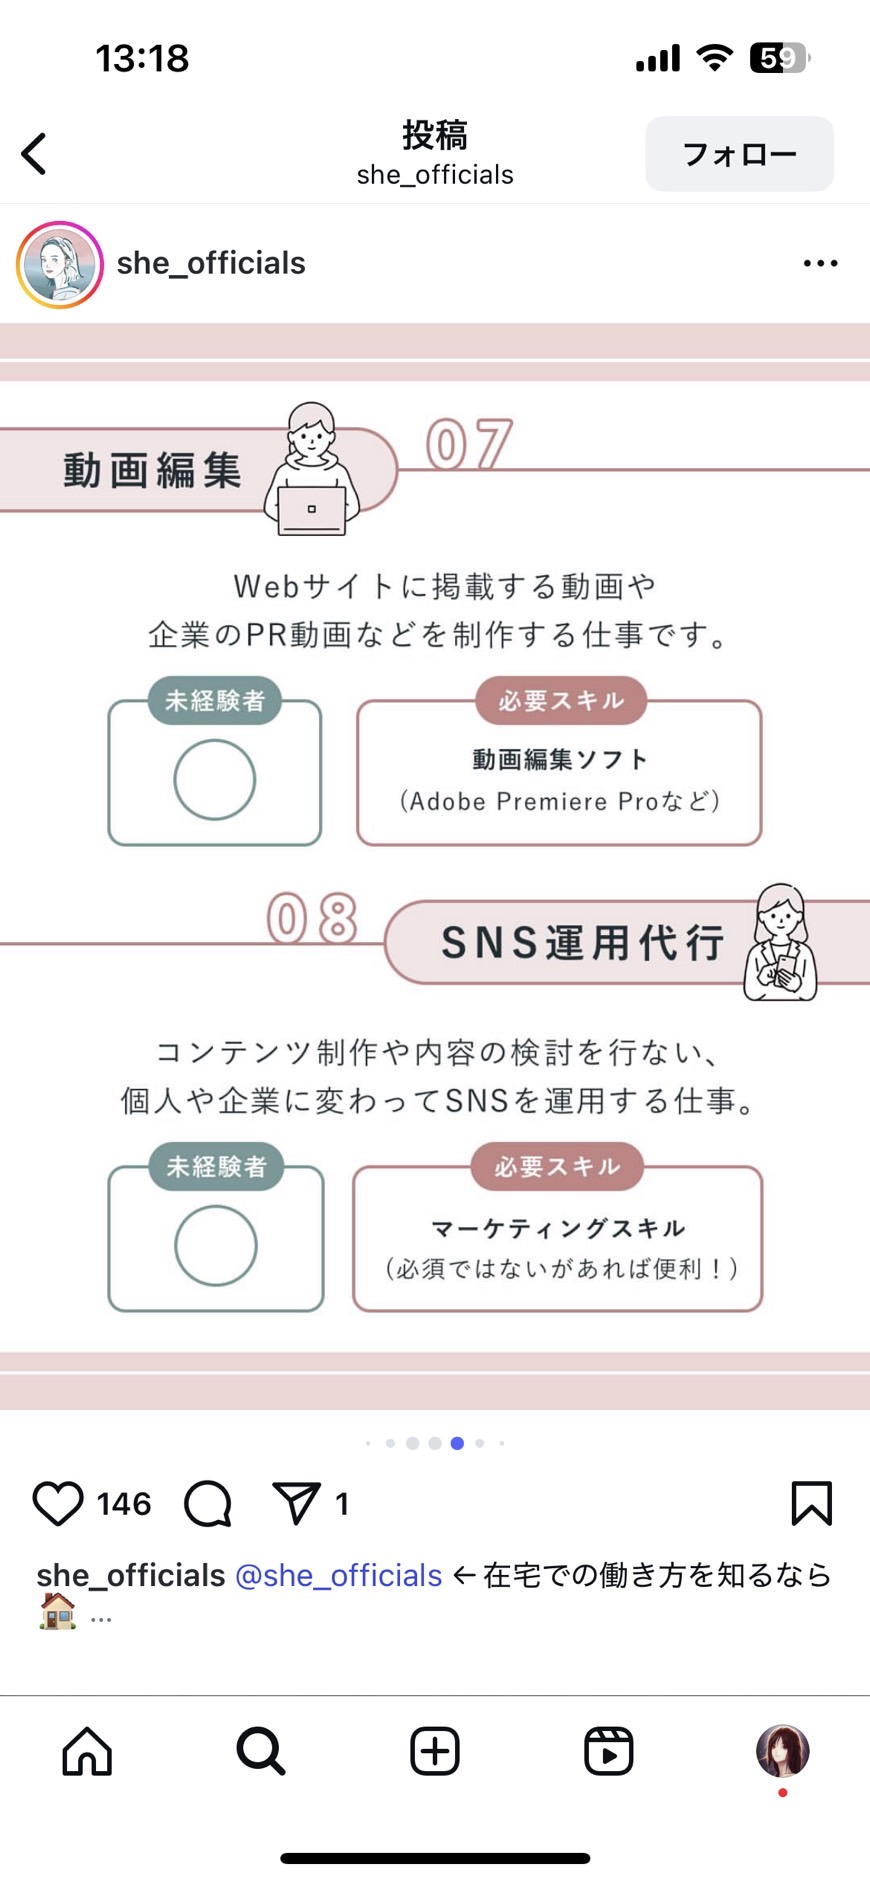 13:18
59
投稿
she_officials
フォロー
she_officials
動画編集
07
Webサイトに掲載する動画や
企業のPR動画などを制作する仕事です。
未経験者
必要スキル
動画編集ソフト
（Adobe Premiere Proなど）
08
SNS運用代行
コンテンツ制作や内容の検討を行ない、
個人や企業に変わってSNSを運用する仕事。
未経験者
必要スキル
マーケティングスキル
（必須ではないがあれば便利！）
146
1
she_officials @she_officials ←在宅での働き方を知るなら
🏠 ...